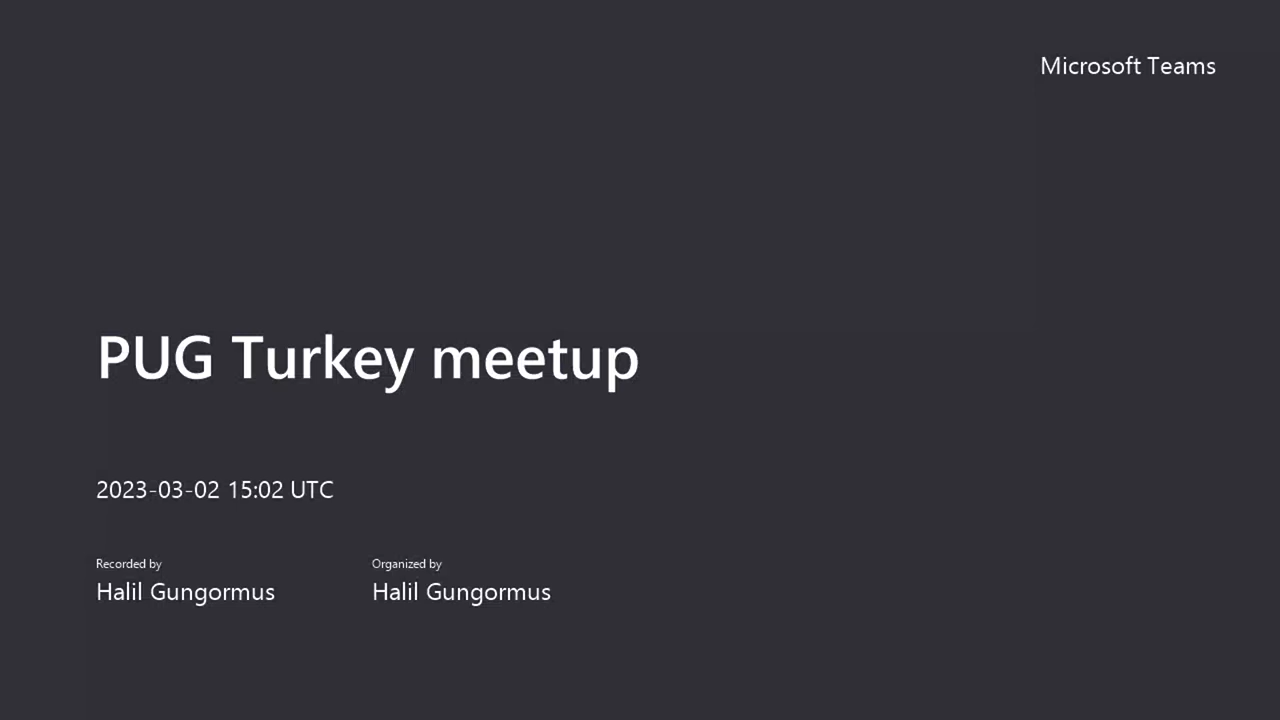 Microsoft Teams
PUG Turkey meetup
2023-03-02 15:02 UTC
Recorded by
Halil Gungormus
Organized by
Halil Gungormus